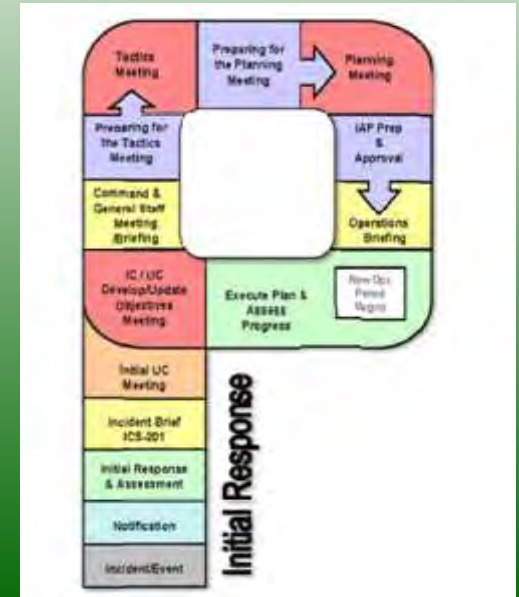 Tactics
Meeting
Preparing for
the Planning
Meeting
Planning
Meeting
Preparing for
the Tactics
Meeting
IAP Prep
&
Approval
Command &
General Staff
Meeting
/Briefing
Operations
Briefing
IC / UC
Develop/Update
Objectives
Meeting
Execute Plan &
Assess
Progress
New Ops
Period
Begins
Initial UC
Meeting
Incident Brief
ICS-201
Initial Response
& Assessment
Notification
Incident/Event
Initial Response